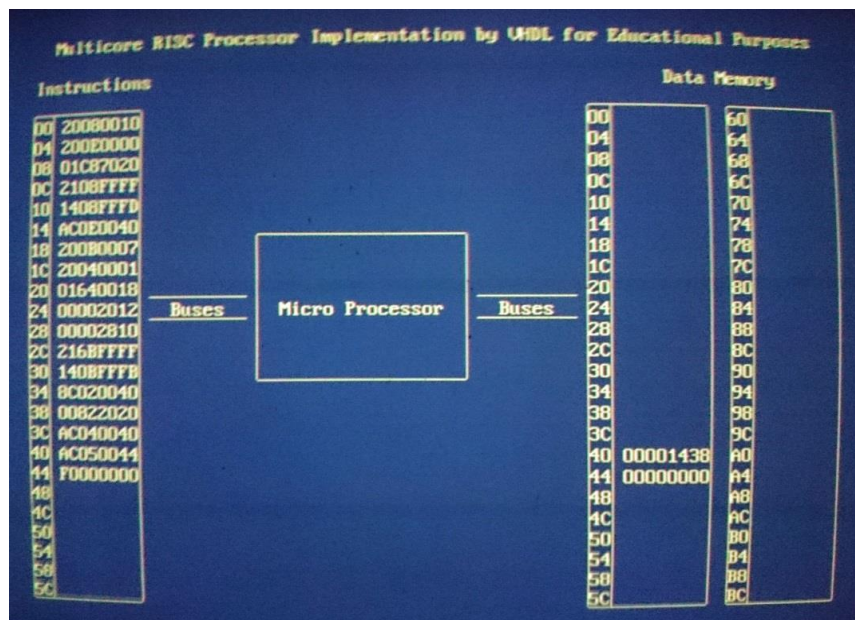 Multicore RISC Processor Implementation by VHDL for Educational Purposes
Instructions
Data Memory
00 20080010
04 200E0000
08 01C87020
0C 2108FFFF
10 1408FFFD
14 AC0E0040
18 200B0007
1C 20040001
20 01640018
24 00002012
28 00002810
2C 216BFFFF
30 140BFFFB
34 8C020040
38 00822020
3C AC040040
40 AC050044
44 F0000000
48
4C
50
54
58
5C
Buses
Micro Processor
Buses
00
04
08
0C
10
14
18
1C
20
24
28
2C
30
34
38
3C
40 00001438
44 00000000
48
4C
50
54
58
5C
60
64
68
6C
70
74
78
7C
80
84
88
8C
90
94
98
9C
A0
A4
A8
AC
B0
B4
B8
BC